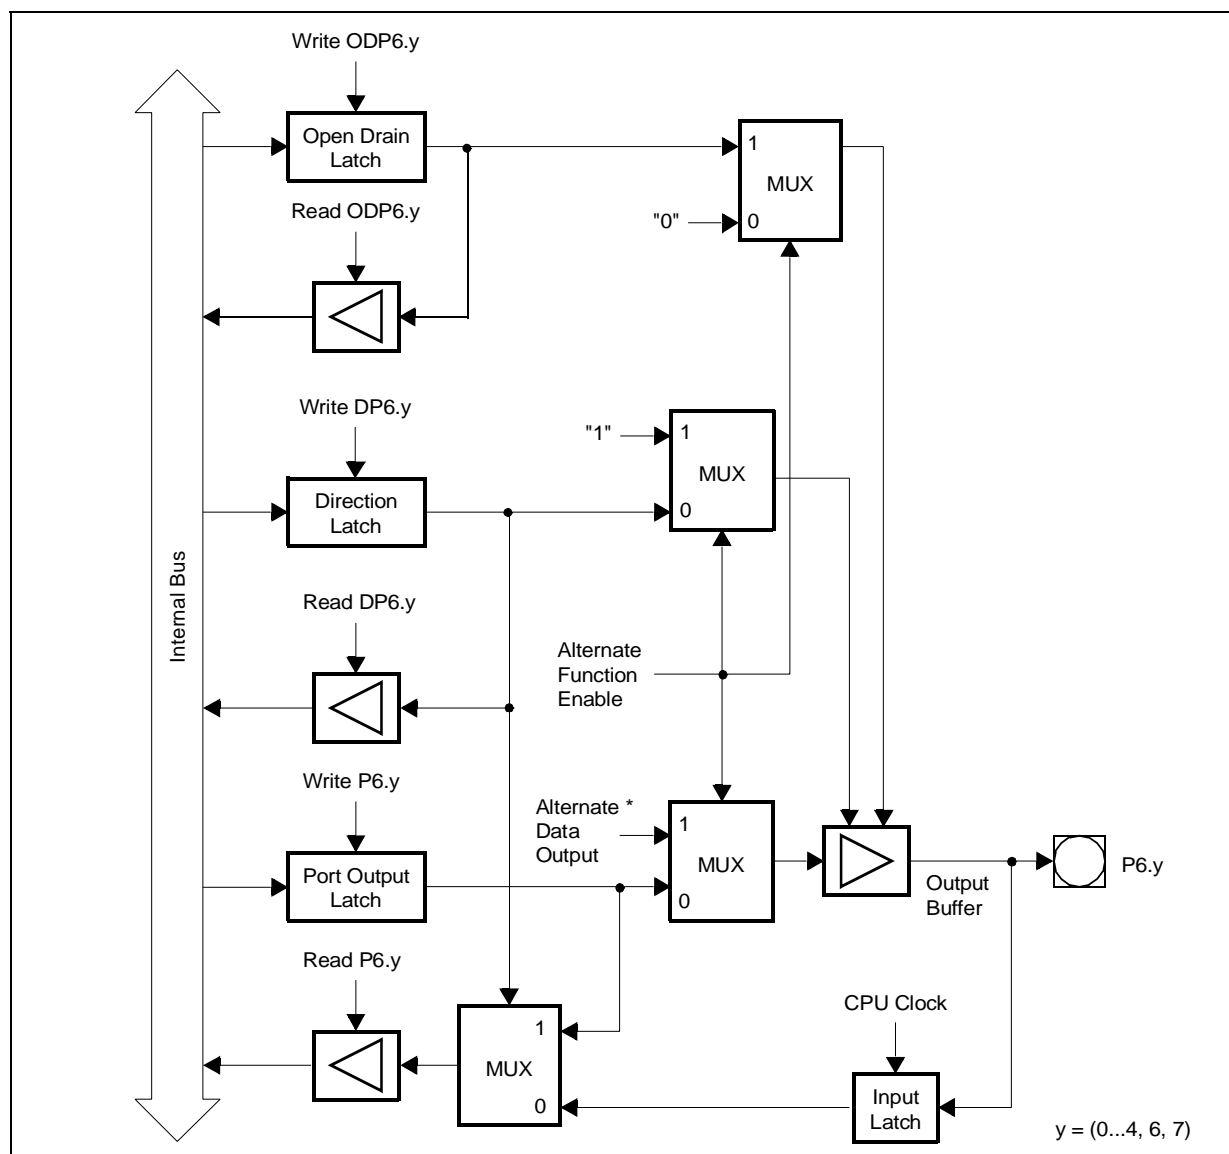 Write ODP6.y
Open Drain
Latch
1
MUX
"0"
0
Read ODP6.y
Write DP6.y
"1"
1
MUX
Direction
Latch
0
Internal Bus
Read DP6.y
Alternate
Function
Enable
Write P6.y
Alternate *
Data
Output
1
MUX
0
Port Output
Latch
Output
Buffer
P6.y
Read P6.y
CPU Clock
1
MUX
0
Input
Latch
y = (0...4, 6, 7)